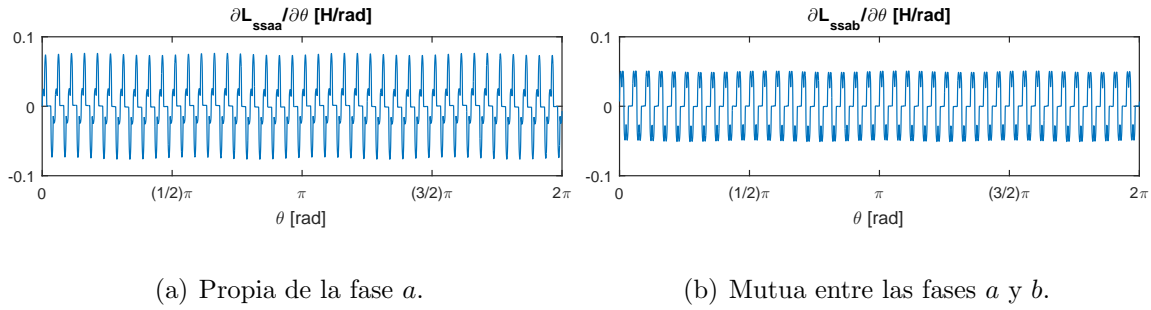 ∂L_ssaa/∂θ [H/rad]
0.1
0
-0.1
0
(1/2)π
π
(3/2)π
2π
θ [rad]
(a) Propia de la fase a.
∂L_ssab/∂θ [H/rad]
0.1
0
-0.1
0
(1/2)π
π
(3/2)π
2π
θ [rad]
(b) Mutua entre las fases a y b.